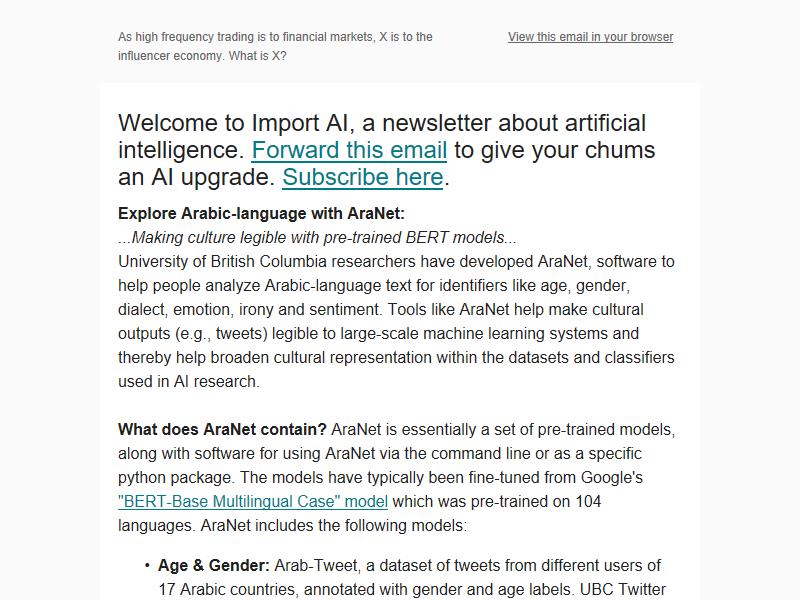 As high frequency trading is to financial markets, X is to the
influencer economy. What is X?
View this email in your browser
Welcome to Import AI, a newsletter about artificial
intelligence. Forward this email to give your chums
an AI upgrade. Subscribe here.
Explore Arabic-language with AraNet:
...Making culture legible with pre-trained BERT models...
University of British Columbia researchers have developed AraNet, software to
help people analyze Arabic-language text for identifiers like age, gender,
dialect, emotion, irony and sentiment. Tools like AraNet help make cultural
outputs (e.g., tweets) legible to large-scale machine learning systems and
thereby help broaden cultural representation within the datasets and classifiers
used in AI research.
What does AraNet contain? AraNet is essentially a set of pre-trained models,
along with software for using AraNet via the command line or as a specific
python package. The models have typically been fine-tuned from Google's
"BERT-Base Multilingual Case" model which was pre-trained on 104
languages. AraNet includes the following models:
• Age & Gender: Arab-Tweet, a dataset of tweets from different users of
17 Arabic countries, annotated with gender and age labels. UBC Twitter